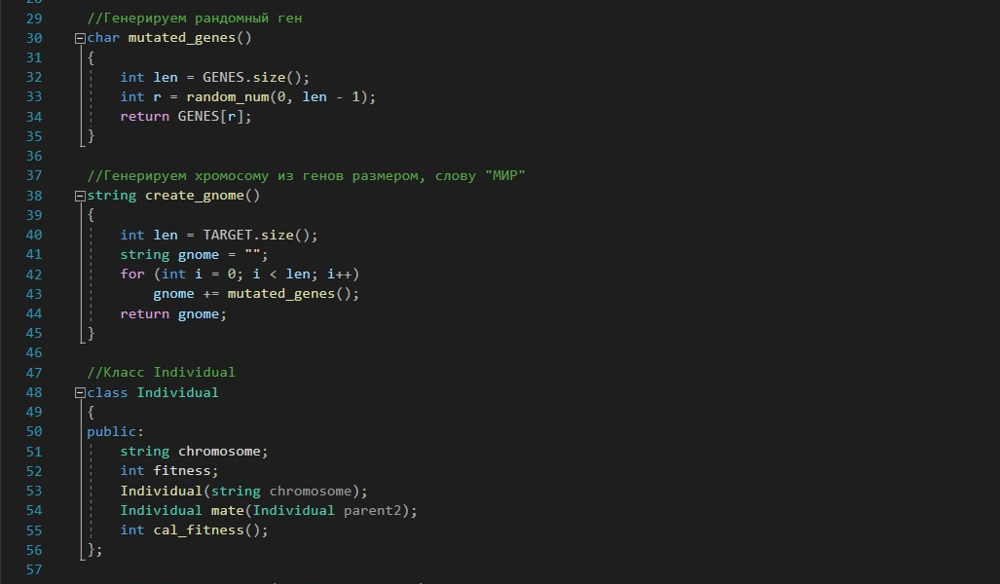 29 //Генерируем рандомный ген
30 char mutated_genes()
31 {
32 int len = GENES.size();
33 int r = random_num(0, len - 1);
34 return GENES[r];
35 }
36
37 //Генерируем хромосому из генов размером, слову "МИР"
38 string create_gnome()
39 {
40 int len = TARGET.size();
41 string gnome = "";
42 for (int i = 0; i < len; i++)
43 gnome += mutated_genes();
44 return gnome;
45 }
46
47 //Класс Individual
48 class Individual
49 {
50 public:
51 string chromosome;
52 int fitness;
53 Individual(string chromosome);
54 Individual mate(Individual parent2);
55 int cal_fitness();
56 };
57